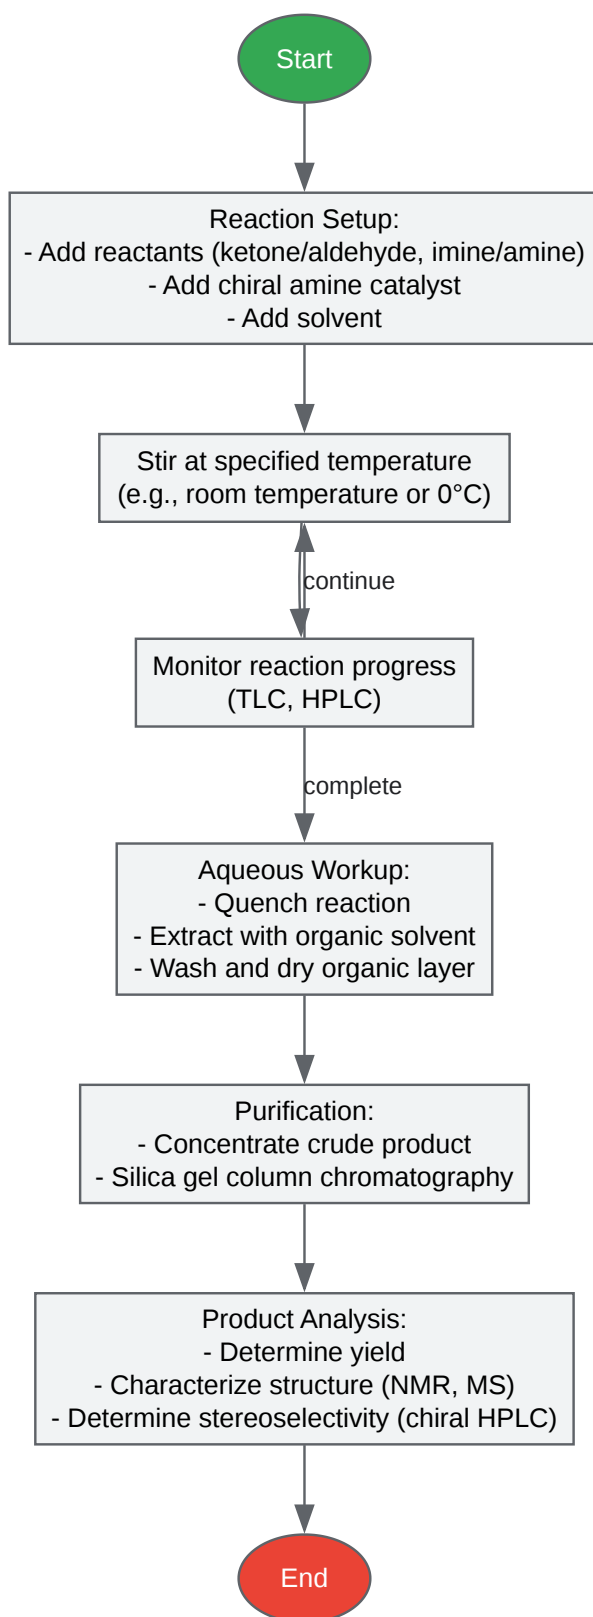 Start
Reaction Setup:
- Add reactants (ketone/aldehyde, imine/amine)
- Add chiral amine catalyst
- Add solvent
Stir at specified temperature
(e.g., room temperature or 0°C)
continue
Monitor reaction progress
(TLC, HPLC)
complete
Aqueous Workup:
- Quench reaction
- Extract with organic solvent
- Wash and dry organic layer
Purification:
- Concentrate crude product
- Silica gel column chromatography
Product Analysis:
- Determine yield
- Characterize structure (NMR, MS)
- Determine stereoselectivity (chiral HPLC)
End